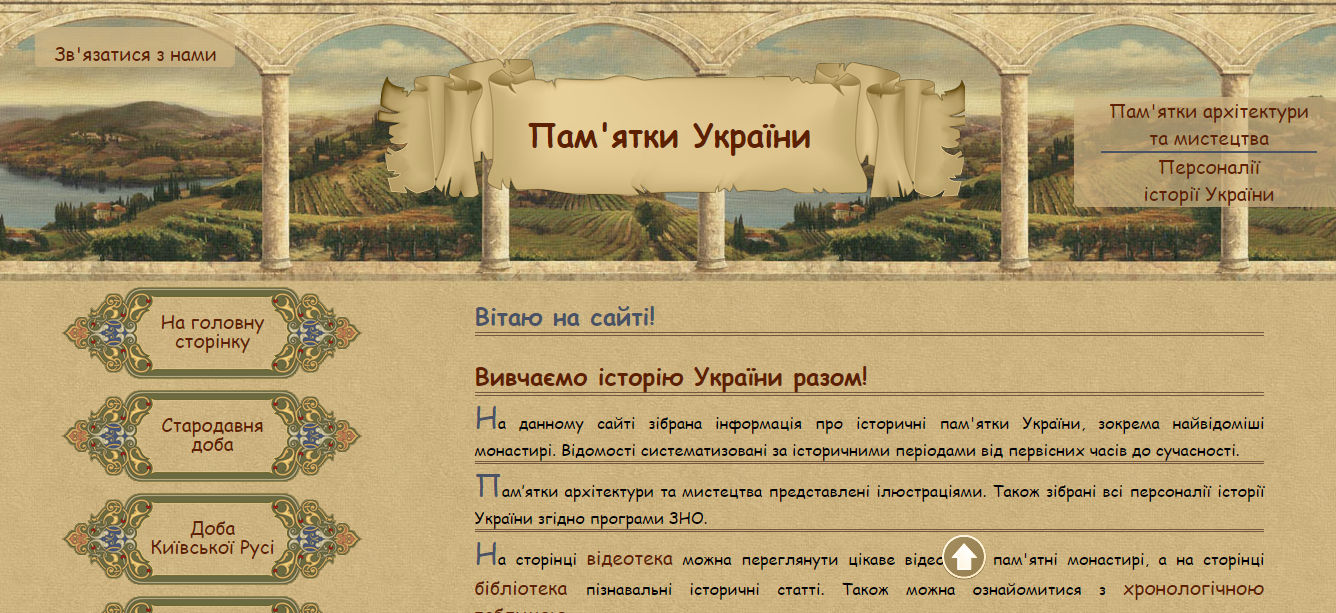 Зв'язатися з нами
Пам'ятки України
Пам'ятки архітектури
та мистецтва
Персоналії
історії України
На головну
сторінку
Стародавня
доба
Доба
Київської Русі
Вітаю на сайті!
Вивчаємо історію України разом!
На данному сайті зібрана інформація про історичні пам'ятки України, зокрема найвідоміші
монастирі. Відомості систематизовані за історичними періодами від первісних часів до сучасності.
Пам’ятки архітектури та мистецтва представлені ілюстраціями. Також зібрані всі персоналії історії
України згідно програми ЗНО.
На сторінці відеотека можна переглянути цікаве пам'ятні монастирі, а на сторінці
бібліотека пізнавальні історичні статті. Також можна ознайомитися з хронологічною